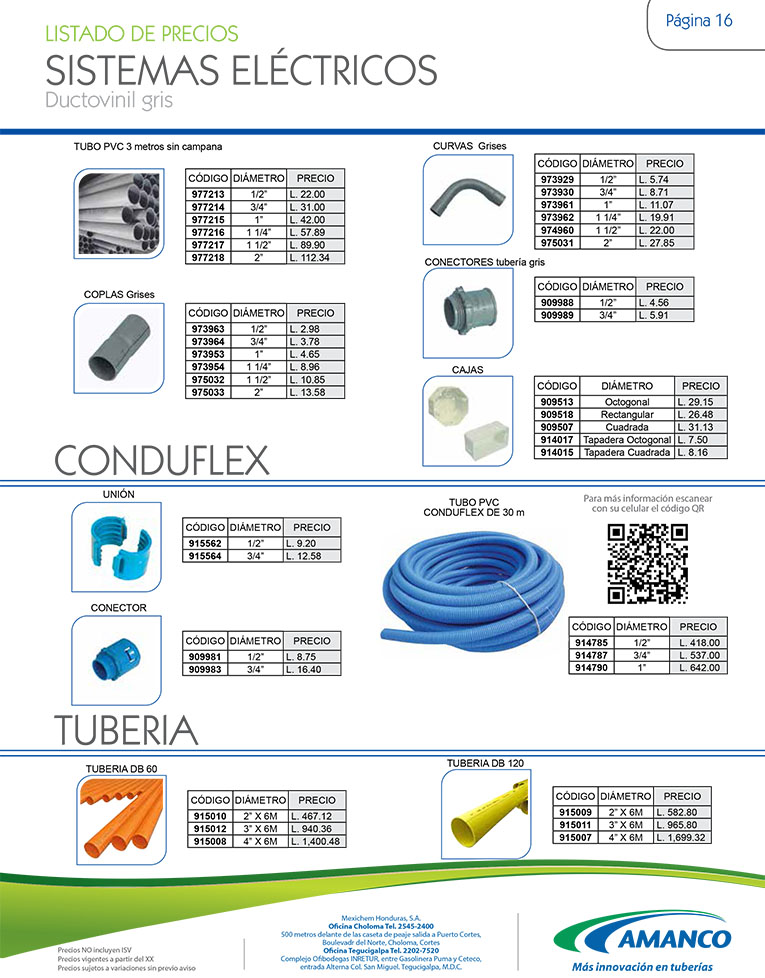 Página 16
LISTADO DE PRECIOS
SISTEMAS ELÉCTRICOS
Ductovinil gris
TUBO PVC 3 metros sin campana
CÓDIGO DIÁMETRO PRECIO
977213 1/2" L. 22.00
977214 3/4" L. 31.00
977215 1" L. 42.00
977216 1 1/4" L. 57.89
977217 1 1/2" L. 89.90
977218 2" L. 112.34
COPLAS Grises
CÓDIGO DIÁMETRO PRECIO
973963 1/2" L. 2.98
973964 3/4" L. 3.78
973953 1" L. 4.65
973954 1 1/4" L. 8.96
975032 1 1/2" L. 10.85
975033 2" L. 13.58
CURVAS Grises
CÓDIGO DIÁMETRO PRECIO
973929 1/2" L. 5.74
973930 3/4" L. 8.71
973961 1" L. 11.07
973962 1 1/4" L. 19.91
974960 1 1/2" L. 22.00
975031 2" L. 27.85
CONECTORES tubería gris
CÓDIGO DIÁMETRO PRECIO
909988 1/2" L. 4.56
909989 3/4" L. 5.91
CAJAS
CÓDIGO DIÁMETRO PRECIO
909513 Octogonal L. 29.15
909518 Rectangular L. 26.48
909507 Cuadrada L. 31.13
914017 Tapadera Octogonal L. 7.50
914015 Tapadera Cuadrada L. 8.16
CONDUFLEX
UNIÓN
CÓDIGO DIÁMETRO PRECIO
915562 1/2" L. 9.20
915564 3/4" L. 12.58
CONECTOR
CÓDIGO DIÁMETRO PRECIO
909981 1/2" L. 8.75
909983 3/4" L. 16.40
TUBO PVC
CONDUFLEX DE 30 m
Para más información escanear
con su celular el código QR
CÓDIGO DIÁMETRO PRECIO
914785 1/2" L. 418.00
914787 3/4" L. 537.00
914790 1" L. 642.00
TUBERIA
TUBERIA DB 60
CÓDIGO DIÁMETRO PRECIO
915010 2" X 6M L. 467.12
915012 3" X 6M L. 940.36
915008 4" X 6M L. 1,400.48
TUBERIA DB 120
CÓDIGO DIÁMETRO PRECIO
915009 2" X 6M L. 582.80
915011 3" X 6M L. 965.80
915007 4" X 6M L. 1,699.32
Precios NO incluyen ISV
Precios vigentes a partir del XX
Precios sujetos a variaciones sin previo aviso
Mexichem Honduras, S.A.
Oficina Choloma Tel. 2545-2400
500 metros delante de las caseta de peaje salida a Puerto Cortes,
Boulevadr del Norte, Choloma, Cortes
Oficina Tegucigalpa Tel. 2202-7520
Complejo Ofibodegas INRETUR, entre Gasolinera Puma y Ceteco,
entrada Alterna Col. San Miguel. Tegucigalpa, M.D.C.
AMANCO
Más innovación en tuberías